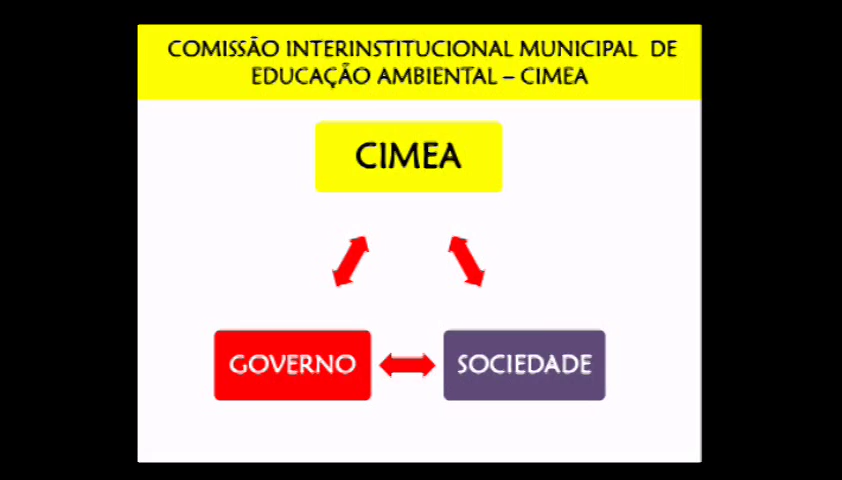 COMISSÃO INTERINSTITUCIONAL MUNICIPAL DE
EDUCAÇÃO AMBIENTAL – CIMEA
CIMEA
GOVERNO
SOCIEDADE